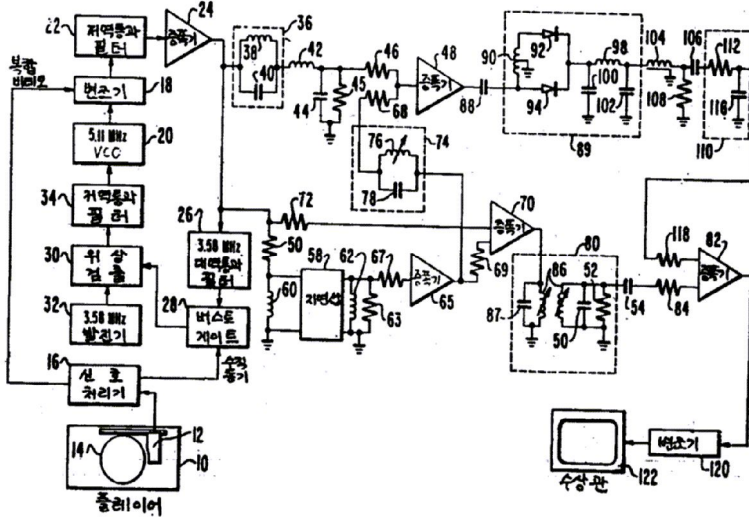 22
저역통과
필터
24
증폭기
36
38
40
42
44
45
46
68
48
증폭기
88
89
90
92
94
98
100
102
104
106
108
110
112
116
복합
비디오
변조기
18
5.11 MHz
VCO
20
34
저역통과
필터
26
3.58 MHz
대역통과
필터
30
위상
검출
32
3.58 MHz
발진기
28
버스트
게이트
수직
동기
16
신호
처리기
72
50
60
58
지연선
62
63
67
증폭기
65
74
76
78
69
70
증폭기
80
86
87
50
52
54
118
84
82
증폭기
14
12
10
플레이어
122
수상관
변조기
120